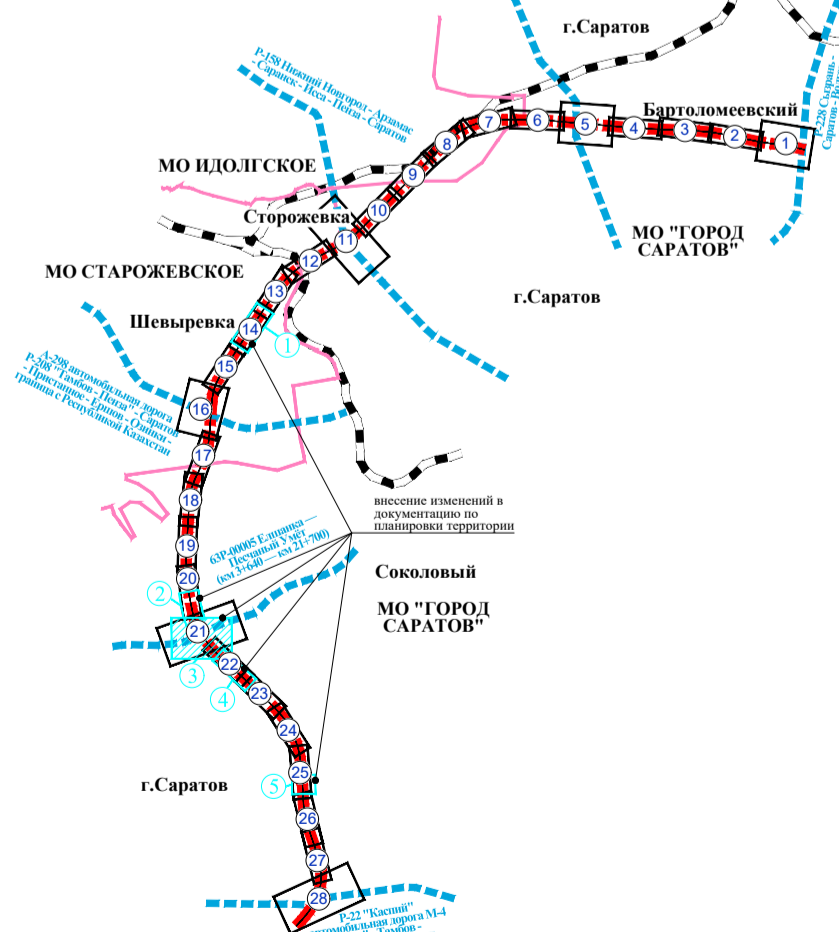 г.Саратов
Р-158 Нижний Новгород - Арзамас
- Саранск - Исса - Пенза - Саратов
Р-228 Сызрань -
Бартоломеевский
7
6
5
4
3
2
1
8
МО ИДОЛГСКОЕ
9
10
Сторожевка
11
МО "ГОРОД
САРАТОВ"
12
МО СТАРОЖЕВСКОЕ
13
г.Саратов
Шевыревка
14
1
15
А-298 автомобильная дорога
Р-208 "Тамбов - Пенза" - Саратов
- Пристанное - Ершов - Озинки -
граница с Республикой Казахстан
16
17
18
внесение изменений в
документацию по
планировки территории
63Р-00005 Елшанка —
Песчаный Умёт
(км 3+640 — км 21+700)
19
20
Соколовый
2
МО "ГОРОД
САРАТОВ"
21
3
22
4
23
24
25
г.Саратов
5
26
27
28
Р-22 "Каспий"
автомобильная дорога М-4